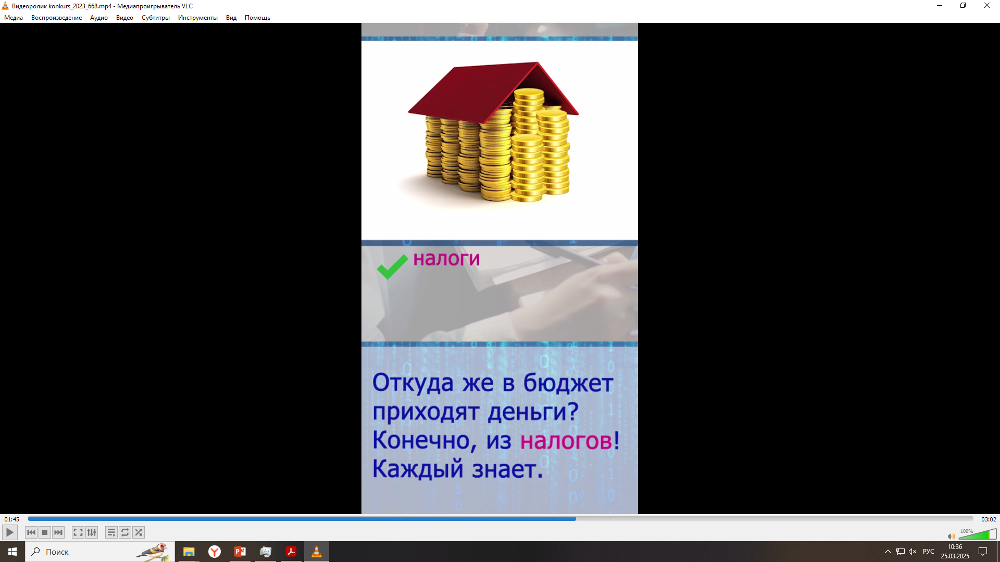 Видеоролик konkurs_2023_668.mp4 - Медиапроигрыватель VLC
Медиа Воспроизведение Аудио Видео Субтитры Инструменты Вид Помощь
налоги
Откуда же в бюджет
приходят деньги?
Конечно, из налогов!
Каждый знает.
01:45 03:02
100%
Поиск
РУС
10:36
25.03.2025